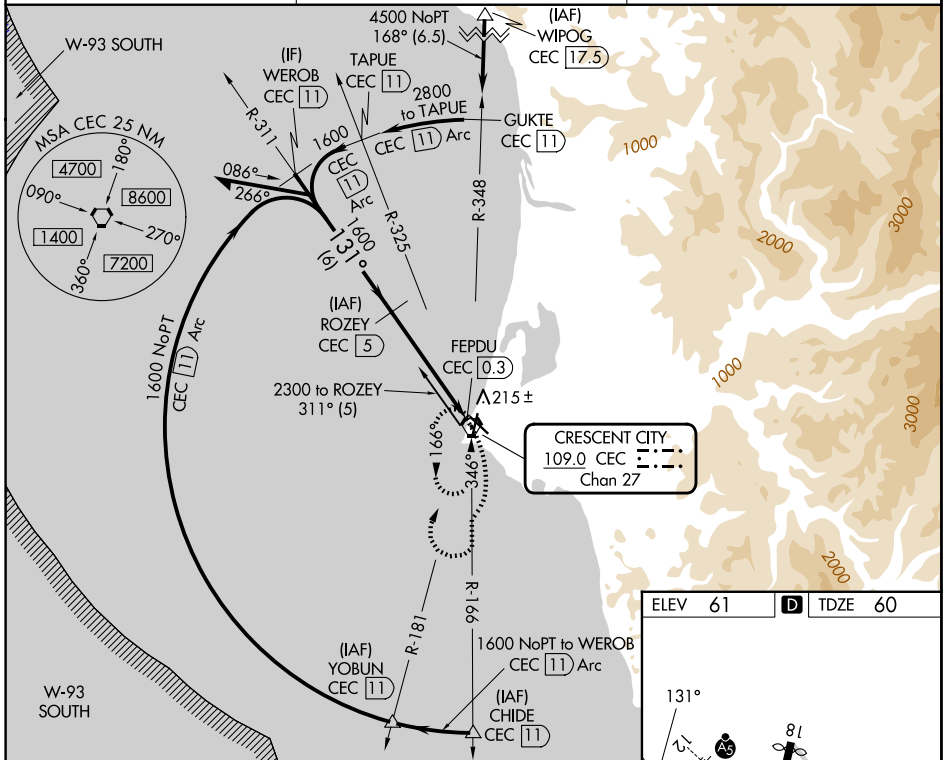 W-93 SOUTH
4500 NoPT
168° (6.5)
(IAF)
WIPOG
CEC 17.5
(IF)
WEROB
CEC 11
TAPUE
CEC 11
2800
to TAPUE
CEC 11 Arc
GUKTE
CEC 11
R-311
1600
CEC
11
Arc
MSA CEC 25 NM
4700
180°
090°
8600
1400
270°
360°
7200
086°
266°
R-325
R-348
1600
131°
(6)
1000
2000
3000
(IAF)
ROZEY
CEC 5
1600 NoPT
CEC 11 Arc
FEPDU
CEC 0.3
2300 to ROZEY
311° (5)
215 ±
1000
3000
166°
346°
CRESCENT CITY
109.0 CEC
Chan 27
2000
R-181
R-166
1600 NoPT to WEROB
CEC 11 Arc
(IAF)
YOBUN
CEC 11
(IAF)
CHIDE
CEC 11
W-93
SOUTH
ELEV 61 D TDZE 60
131°
12
A5
18